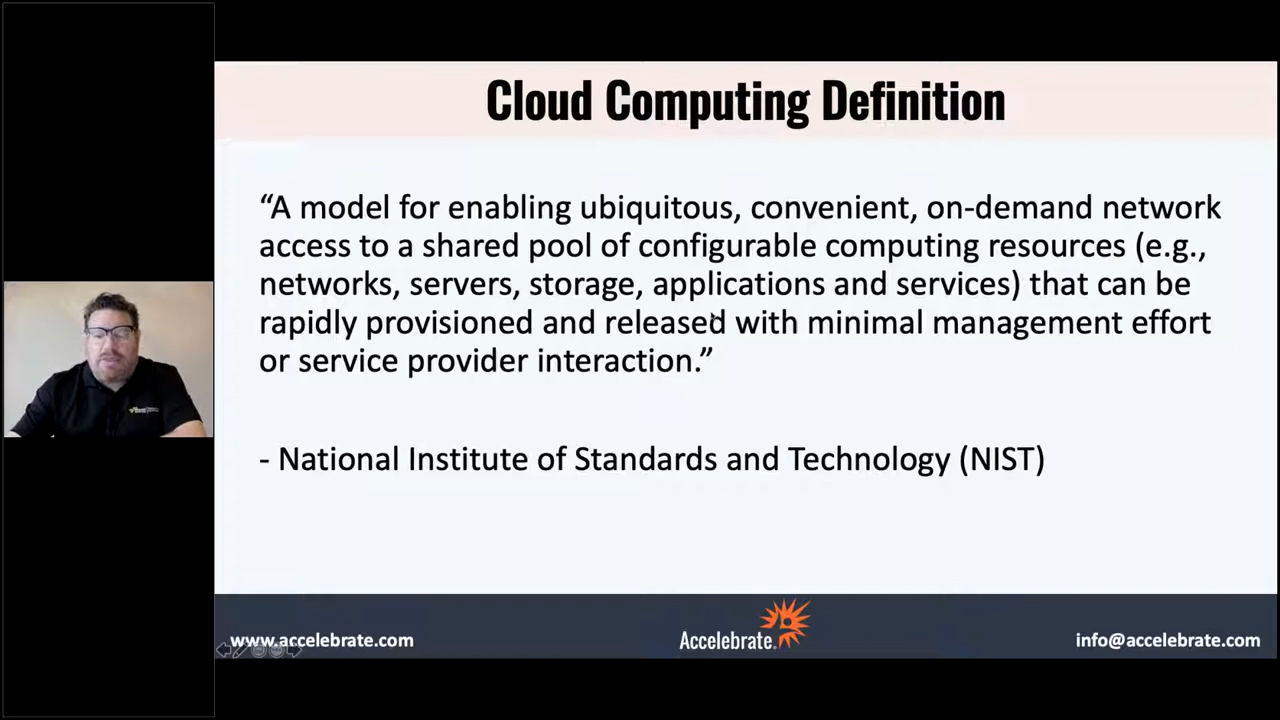 Cloud Computing Definition
“A model for enabling ubiquitous, convenient, on-demand network
access to a shared pool of configurable computing resources (e.g.,
networks, servers, storage, applications and services) that can be
rapidly provisioned and released with minimal management effort
or service provider interaction.”
- National Institute of Standards and Technology (NIST)
www.accelebrate.com
Accelebrate.
info@accelebrate.com